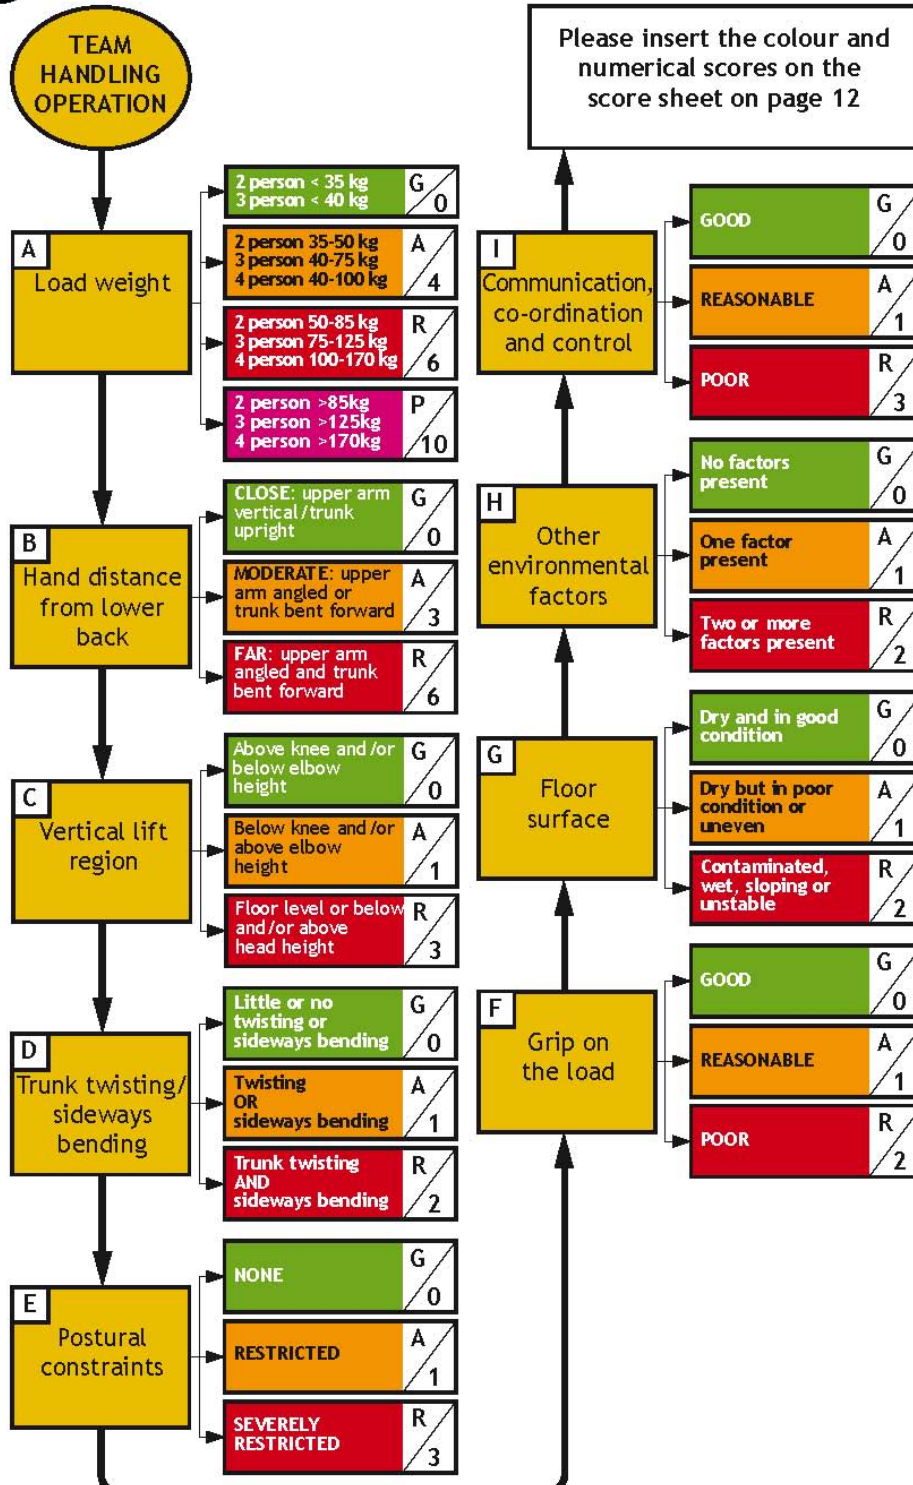 TEAM
HANDLING
OPERATION
A
Load weight
2 person < 35 kg
3 person < 40 kg
G
0
2 person 35-50 kg
3 person 40-75 kg
4 person 40-100 kg
A
4
2 person 50-85 kg
3 person 75-125 kg
4 person 100-170 kg
R
6
2 person >85kg
3 person >125kg
4 person >170kg
P
10
B
Hand distance
from lower
back
CLOSE: upper arm
vertical/trunk
upright
G
0
MODERATE: upper
arm angled or
trunk bent forward
A
3
FAR: upper arm
angled and trunk
bent forward
R
6
C
Vertical lift
region
Above knee and/or
below elbow
height
G
0
Below knee and/or
above elbow
height
A
1
Floor level or below
and/or above
head height
R
3
D
Trunk twisting/
sideways
bending
Little or no
twisting or
sideways bending
G
0
Twisting
OR
sideways bending
A
1
Trunk twisting
AND
sideways bending
R
2
E
Postural
constraints
NONE
G
0
RESTRICTED
A
1
SEVERELY
RESTRICTED
R
3
F
Grip on
the load
GOOD
G
0
REASONABLE
A
1
POOR
R
2
G
Floor
surface
Dry and in good
condition
G
0
Dry but in poor
condition or
uneven
A
1
Contaminated,
wet, sloping or
unstable
R
2
H
Other
environmental
factors
No factors
present
G
0
One factor
present
A
1
Two or more
factors present
R
2
I
Communication,
co-ordination
and control
GOOD
G
0
REASONABLE
A
1
POOR
R
3
Please insert the colour and
numerical scores on the
score sheet on page 12